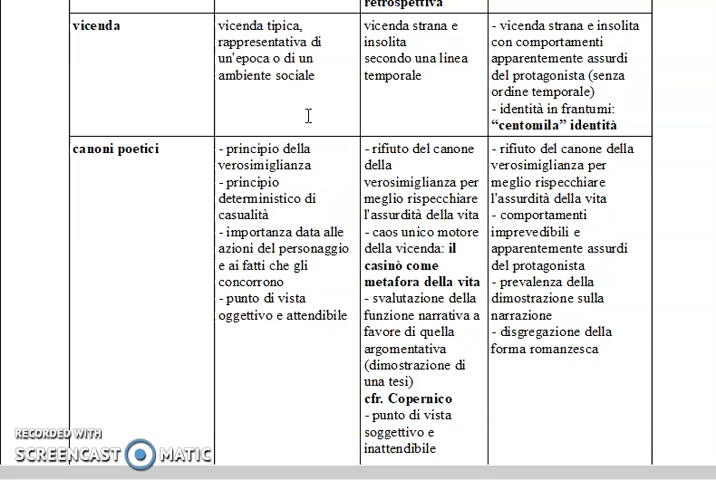 retrospettiva
vicenda
vicenda tipica,
rappresentativa di
un'epoca o di un
ambiente sociale
vicenda strana e
insolita
secondo una linea
temporale
- vicenda strana e insolita
con comportamenti
apparentemente assurdi
del protagonista (senza
ordine temporale)
- identità in frantumi:
“centomila” identità
canoni poetici
- principio della
verosimiglianza
- principio
deterministico di
casualità
- importanza data alle
azioni del personaggio
e ai fatti che gli
concorrono
- punto di vista
oggettivo e attendibile
- rifiuto del canone
della
verosimiglianza per
meglio rispecchiare
l'assurdità della vita
- caos unico motore
della vicenda: il
casinò come
metafora della vita
- svalutazione della
funzione narrativa a
favore di quella
argomentativa
(dimostrazione di
una tesi)
cfr. Copernico
- punto di vista
soggettivo e
inattendibile
- rifiuto del canone della
verosimiglianza per
meglio rispecchiare
l'assurdità della vita
- comportamenti
imprevedibili e
apparentemente assurdi
del protagonista
- prevalenza della
dimostrazione sulla
narrazione
- disgregazione della
forma romanzesca
RECORDED WITH
SCREENCAST MATIC